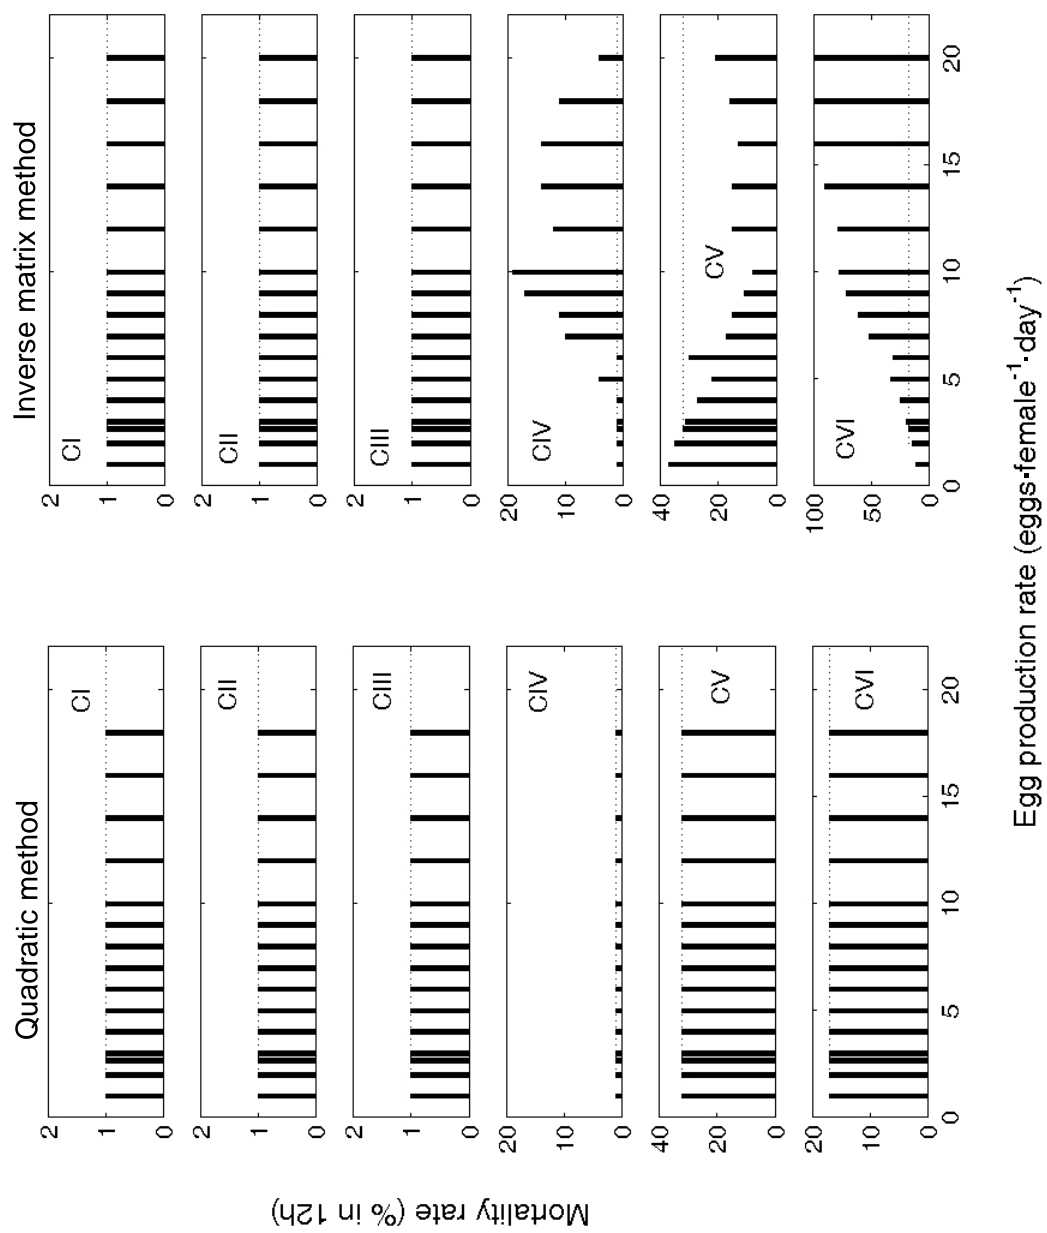 Quadratic method
Inverse matrix method
2
1
0
CI
2
1
0
CI
2
1
0
CII
2
1
0
CII
2
1
0
CIII
2
1
0
CIII
20
10
0
CIV
20
10
0
CIV
40
20
0
CV
40
20
0
CV
20
10
0
CVI
100
50
0
CVI
0 5 10 15 20
0 5 10 15 20
Mortality rate (% in 12h)
Egg production rate (eggs·female⁻¹·day⁻¹)